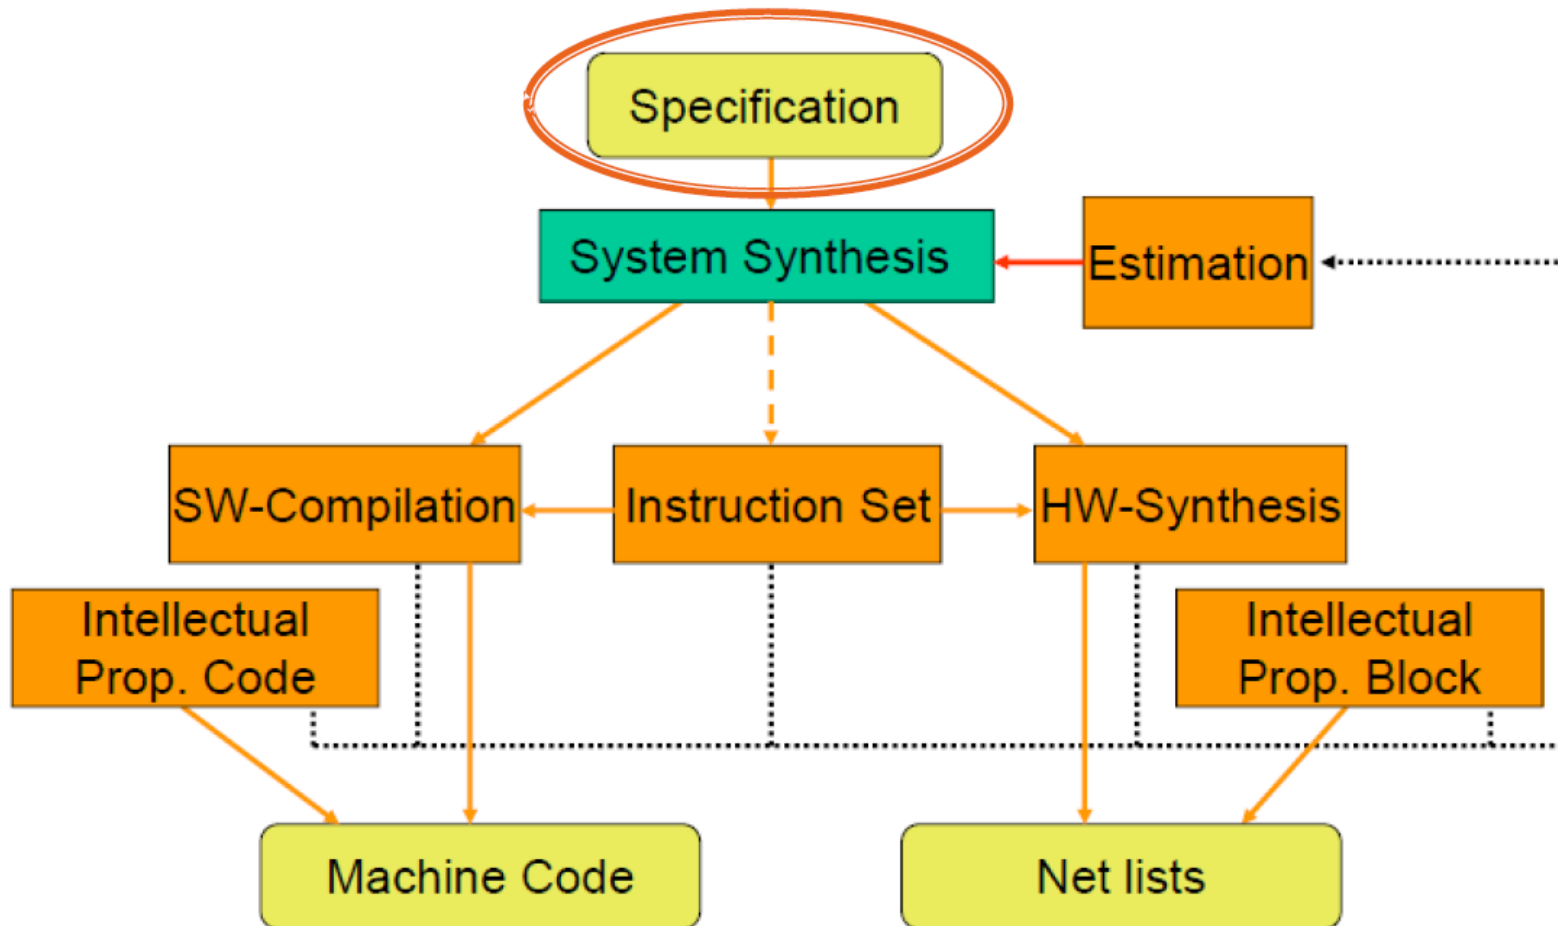 Specification
System Synthesis
Estimation
SW-Compilation
Instruction Set
HW-Synthesis
Intellectual
Prop. Code
Intellectual
Prop. Block
Machine Code
Net lists